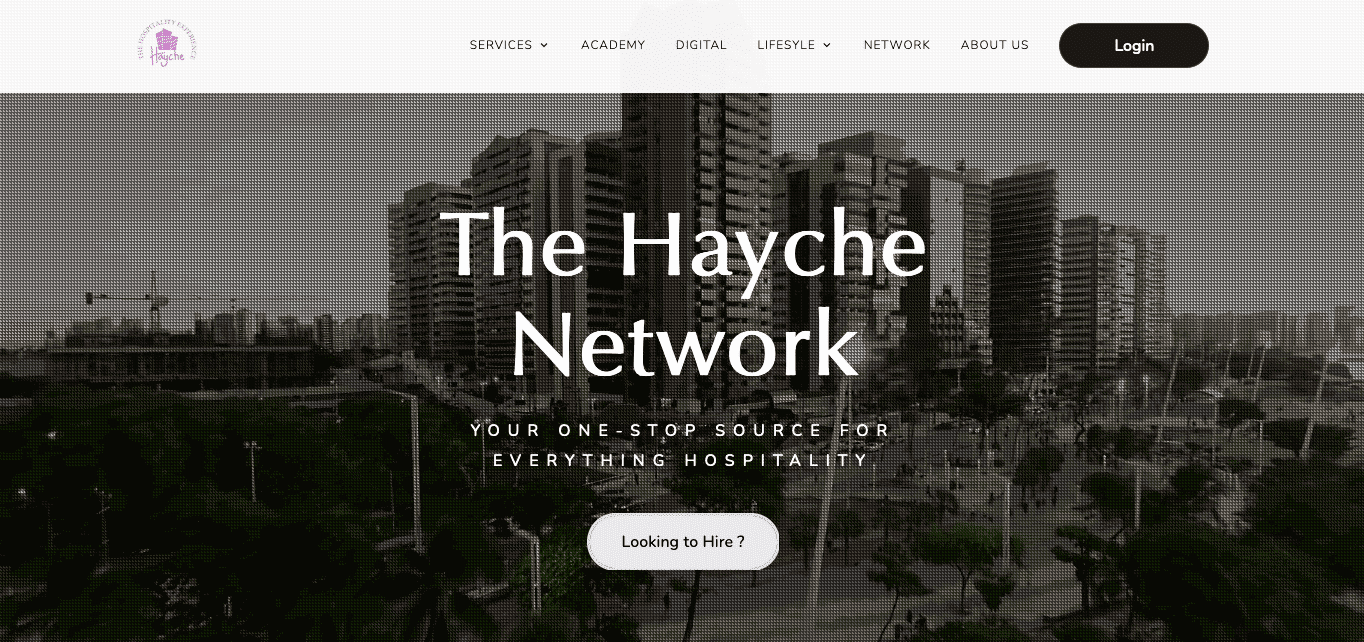 THE HOSPITALITY EXPERIENCE
Hayche
SERVICES
ACADEMY
DIGITAL
LIFESYLE
NETWORK
ABOUT US
Login
The Hayche
Network
YOUR ONE-STOP SOURCE FOR
EVERYTHING HOSPITALITY.
Looking to Hire ?